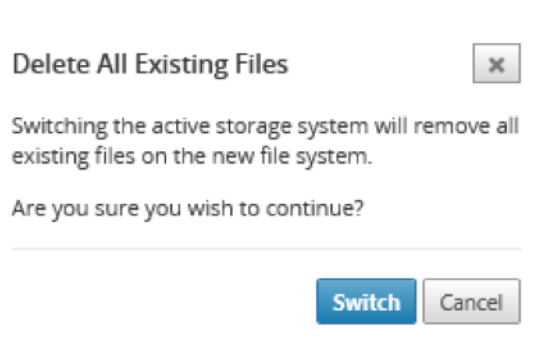 Delete All Existing Files
Switching the active storage system will remove all
existing files on the new file system.
Are you sure you wish to continue?
Switch
Cancel